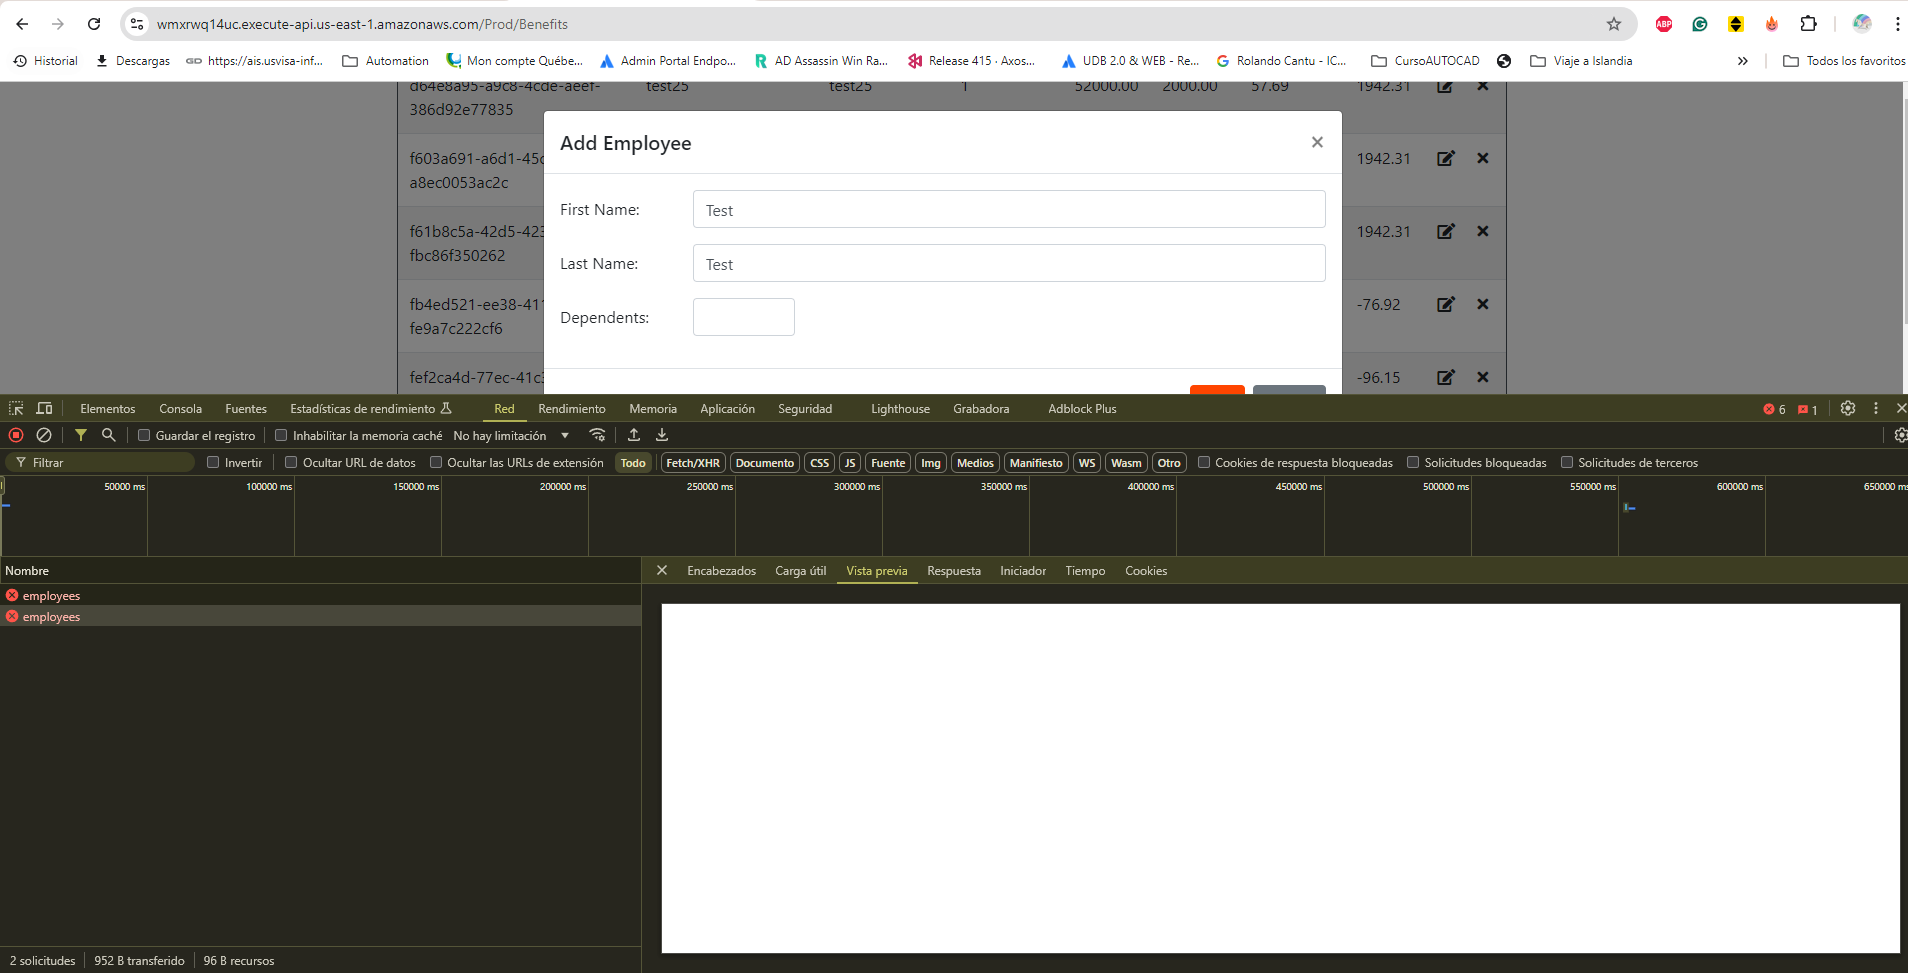 wmxrwq14uc.execute-api.us-east-1.amazonaws.com/Prod/Benefits
Historial Descargas https://ais.usvisa-inf... Automation Mon compte Québe... Admin Portal Endpo... AD Assassin Win Ra... Release 415 · Axos... UDB 2.0 & WEB - Re... Rolando Cantu - IC... CursoAUTOCAD Viaje a Islandia » Todos los favoritos
d64e8a95-a9c8-4cde-aeef- test25 test25 1 52000.00 2000.00 57.69 1942.31
386d92e77835
Add Employee ×
f603a691-a6d1-45 1942.31
a8ec0053ac2c
First Name: Test
f61b8c5a-42d5-423 1942.31
fbc86f350262
Last Name: Test
fb4ed521-ee38-411 -76.92
fe9a7c222cf6
Dependents:
fef2ca4d-77ec-41c3 -96.15
Elementos Consola Fuentes Estadísticas de rendimiento Red Rendimiento Memoria Aplicación Seguridad Lighthouse Grabadora Adblock Plus 6 1
Guardar el registro Inhabilitar la memoria caché No hay limitación
Filtrar Invertir Ocultar URL de datos Ocultar las URLs de extensión Todo Fetch/XHR Documento CSS JS Fuente Img Medios Manifiesto WS Wasm Otro Cookies de respuesta bloqueadas Solicitudes bloqueadas Solicitudes de terceros
50000 ms 100000 ms 150000 ms 200000 ms 250000 ms 300000 ms 350000 ms 400000 ms 450000 ms 500000 ms 550000 ms 600000 ms 650000 ms
Nombre Encabezados Carga útil Vista previa Respuesta Iniciador Tiempo Cookies
employees
employees
2 solicitudes 952 B transferido 96 B recursos